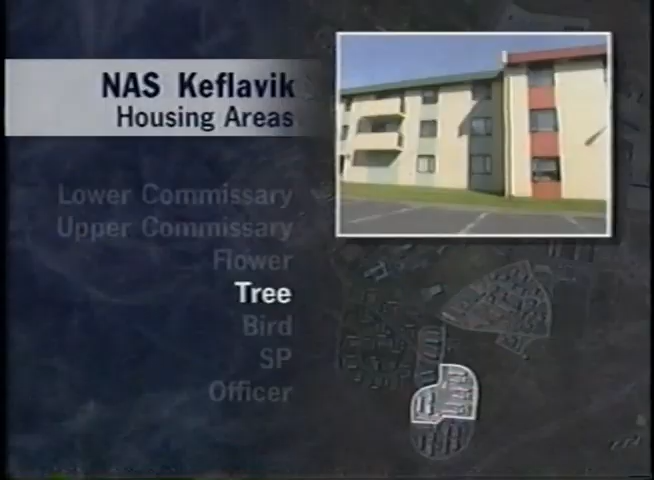 NAS Keflavik
Housing Areas
Lower Commissary
Upper Commissary
Flower
Tree
Bird
SP
Officer